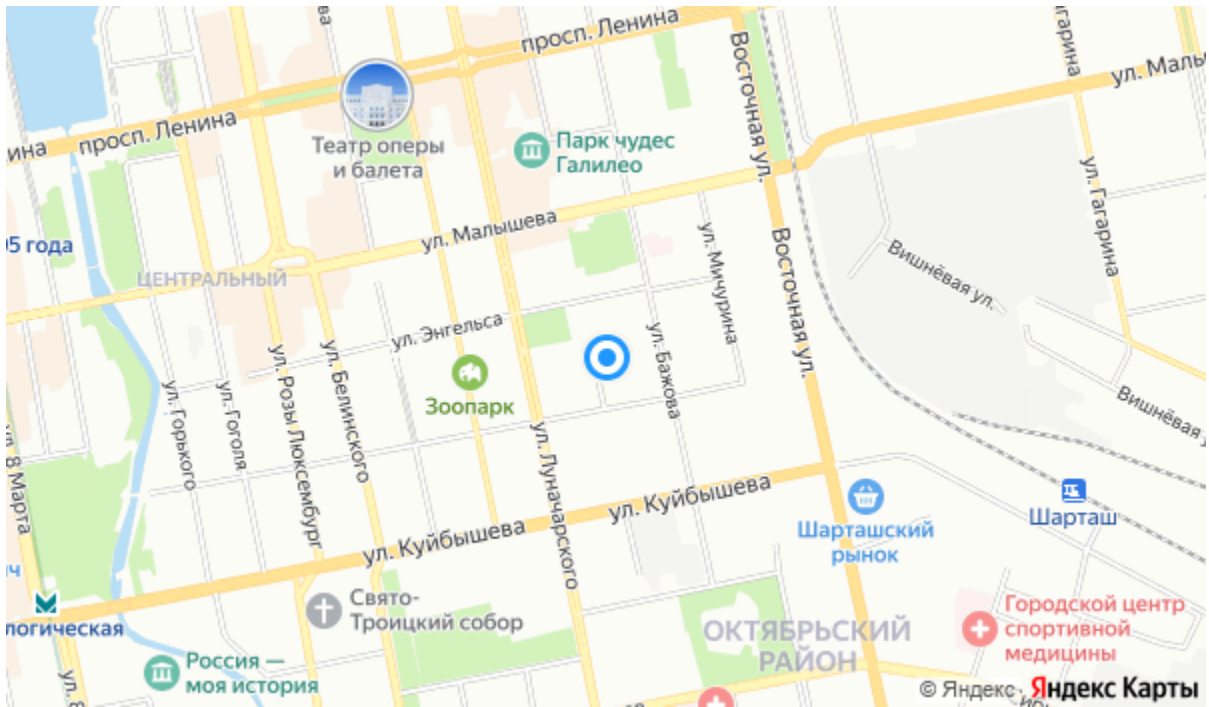 просп. Ленина
просп. Ленина
ина
Театр оперы
и балета
Парк чудес
Галилео
Восточная ул.
Гагарина
ул. Малы
ул. Гагарина
ул. Малышева
5 года
ЦЕНТРАЛЬНЫЙ
ул. Мичурина
Восточная ул.
Вишнёвая ул.
ул. Энгельса
ул. Бажова
Зоопарк
ул. Розы Люксембург
ул. Белинского
ул. Горького
ул. Гоголя
Вишнёвая у
ул. 8 Марта
ул. Луначарского
ул. Куйбышева
ул. Куйбышева
Шарташский
рынок
Шарташ
ич
логическая
Свято-
Троицкий собор
Россия —
моя история
ОКТЯБРЬСКИЙ
РАЙОН
Городской центр
спортивной
медицины
© Яндекс
Яндекс Карты